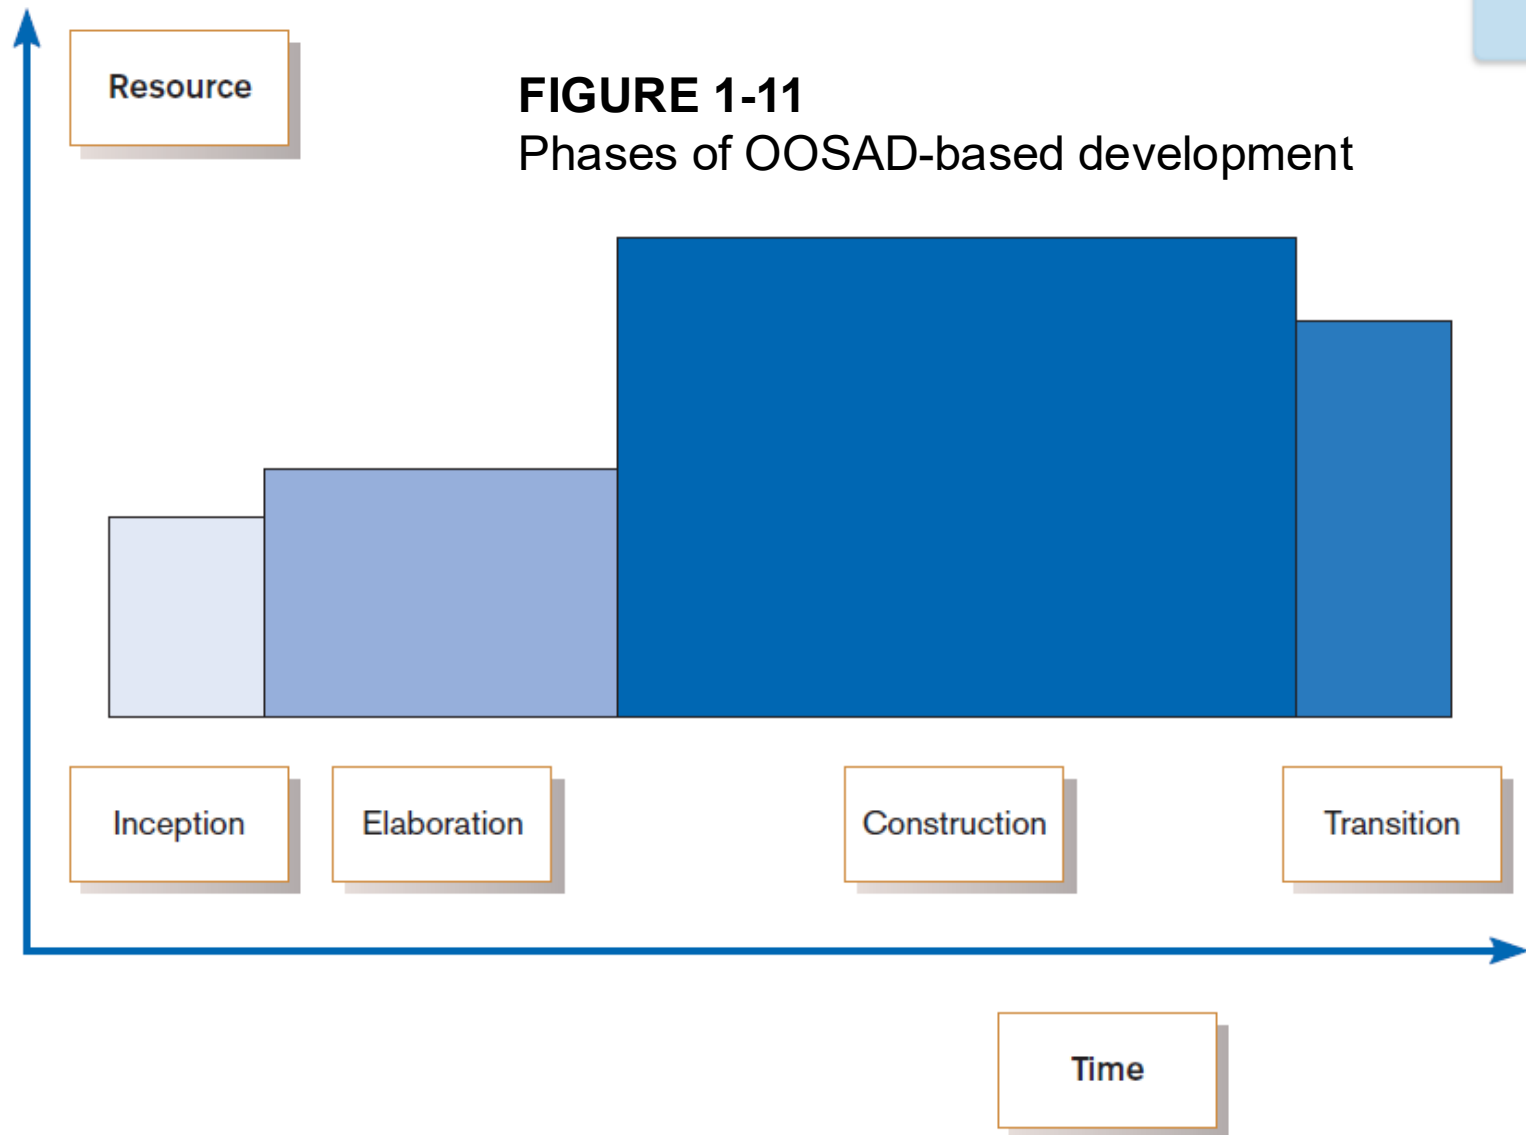 Resource
FIGURE 1-11
Phases of OOSAD-based development
Inception
Elaboration
Construction
Transition
Time